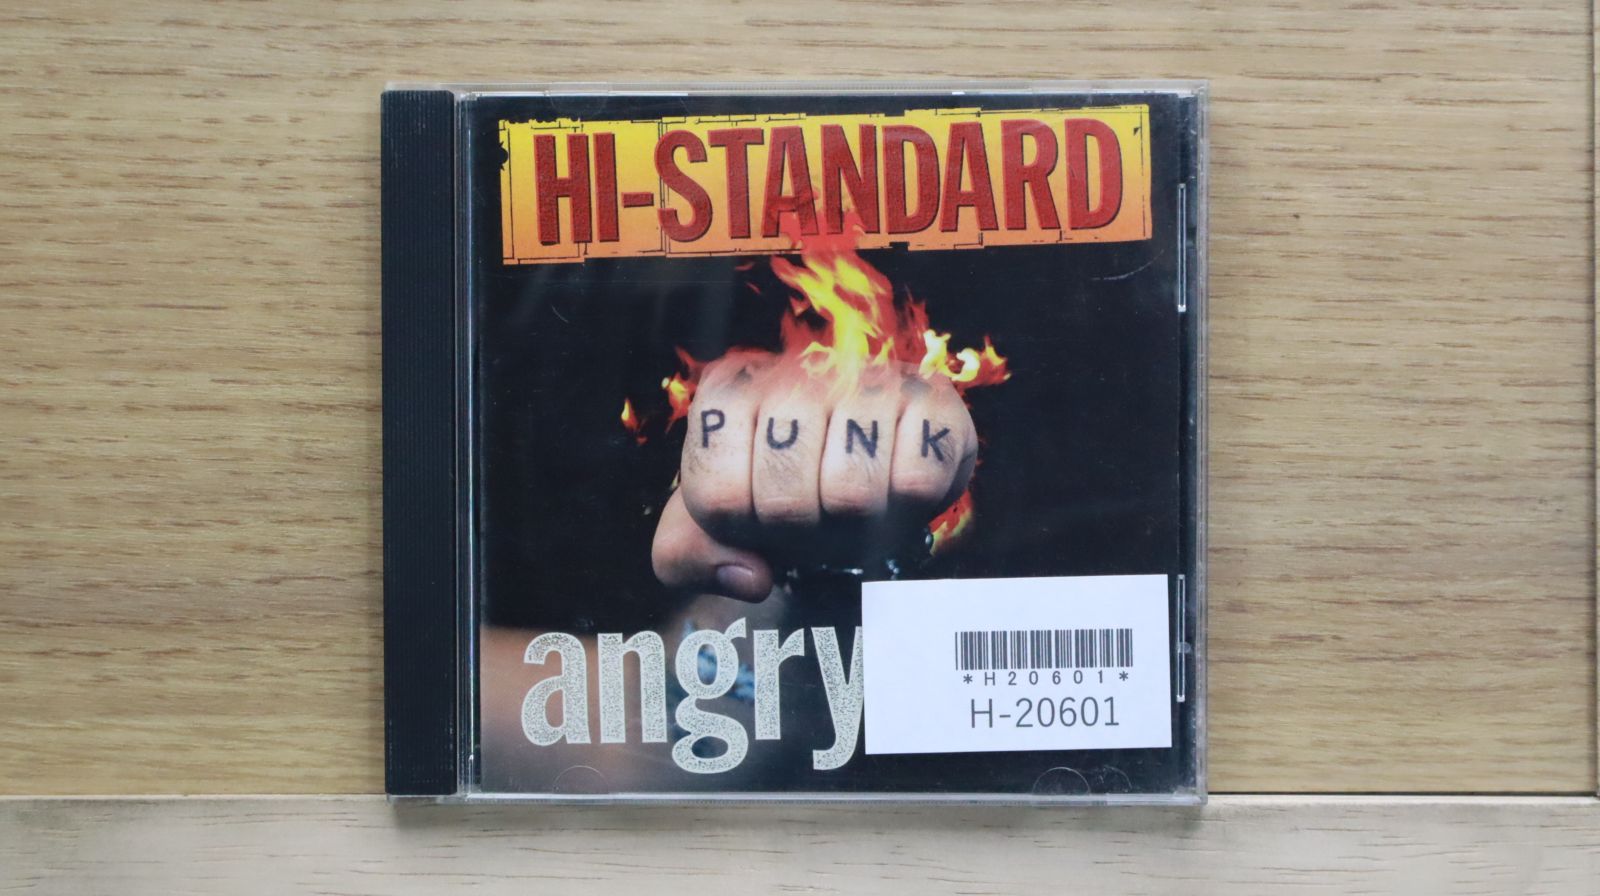 HI-STANDARD
PUNK
angry
*H20601*
H-20601